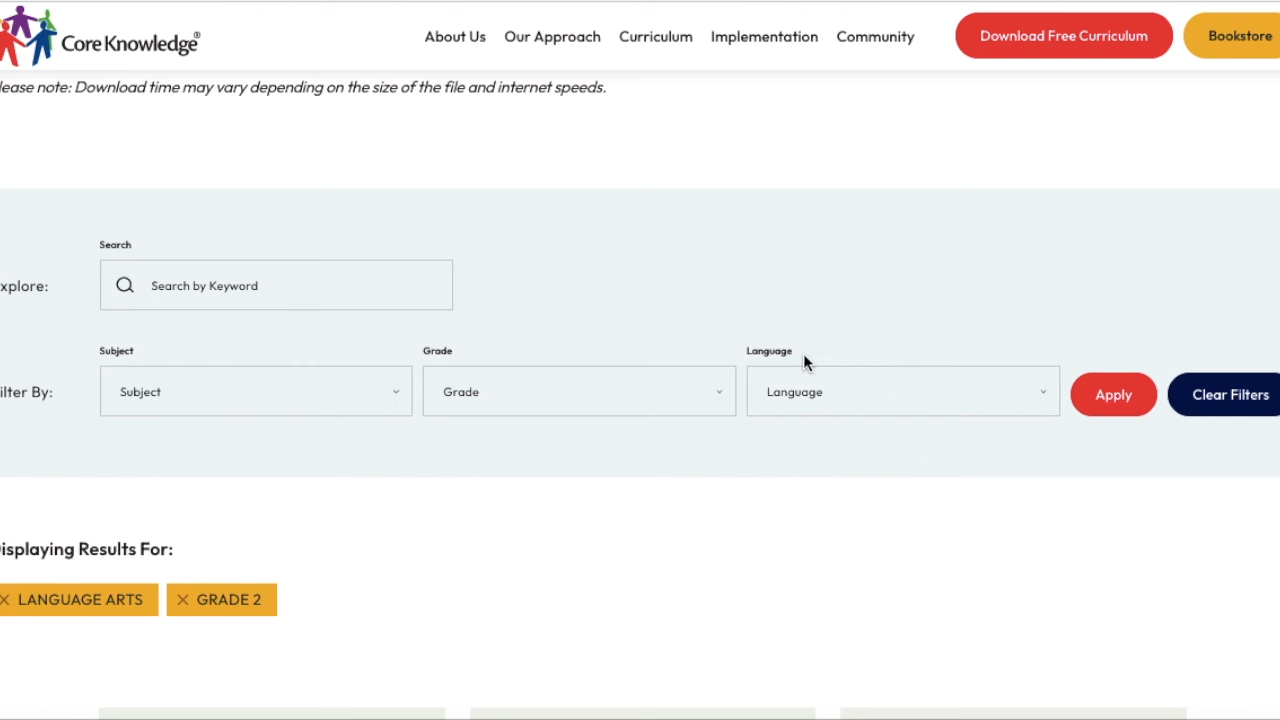 Core Knowledge®
About Us Our Approach Curriculum Implementation Community Download Free Curriculum Bookstore
lease note: Download time may vary depending on the size of the file and internet speeds.
Search
xplore: Search by Keyword
Subject Grade Language
ilter By: Subject Grade Language Apply Clear Filters
isplaying Results For:
LANGUAGE ARTS GRADE 2